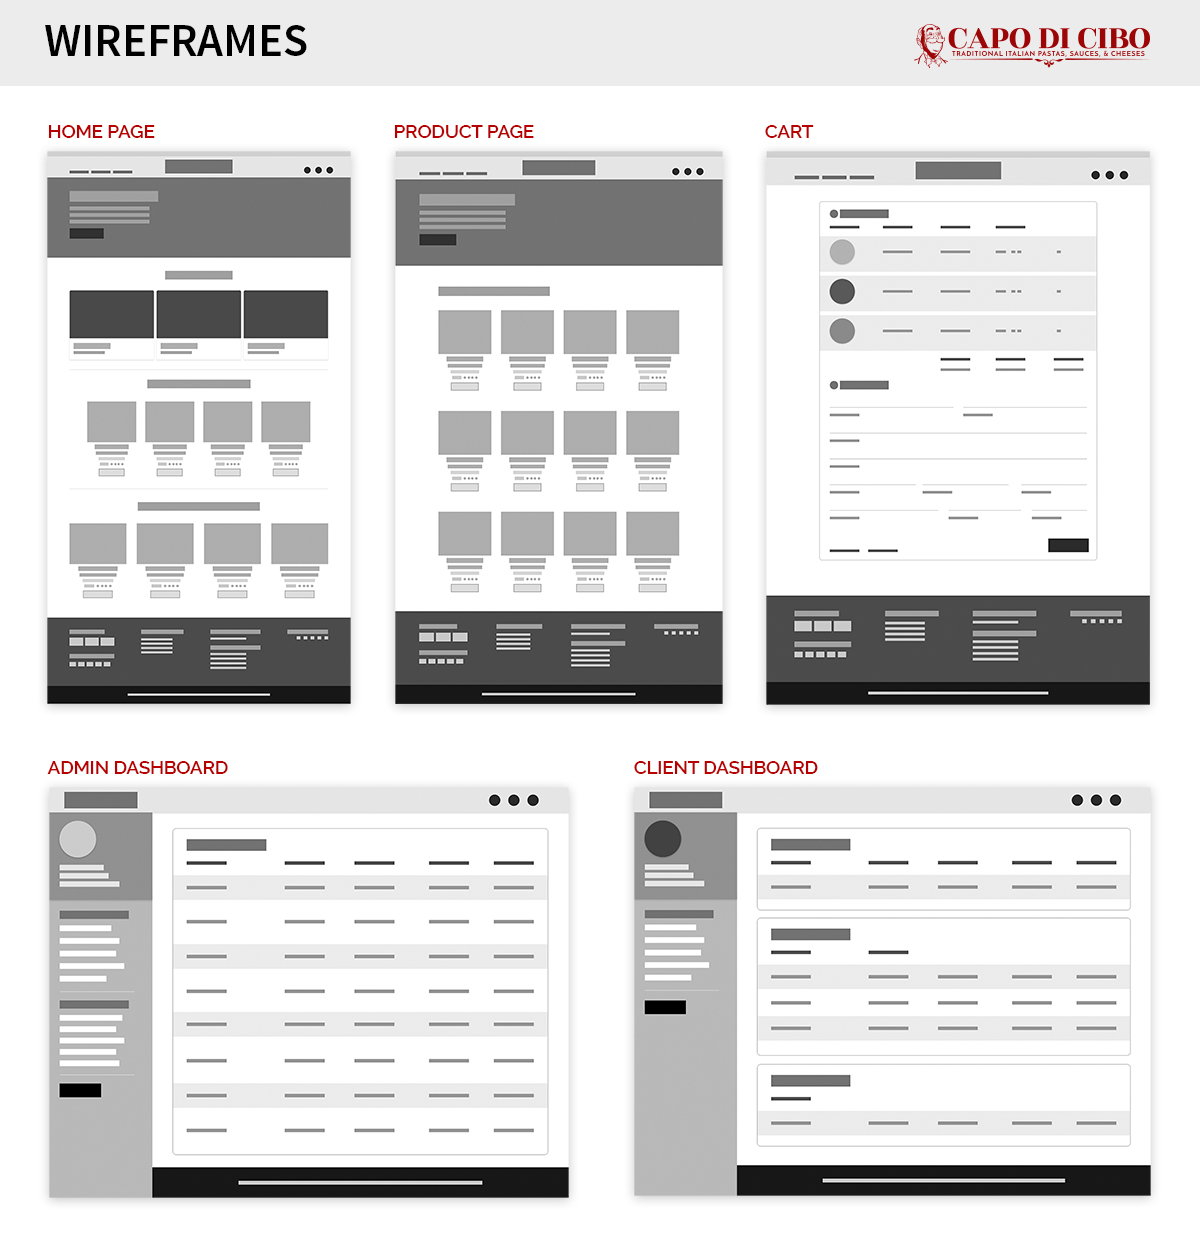 WIREFRAMES
CAPO DI CIBO
TRADITIONAL ITALIAN PASTAS, SAUCES, & CHEESES
HOME PAGE
PRODUCT PAGE
CART
ADMIN DASHBOARD
CLIENT DASHBOARD